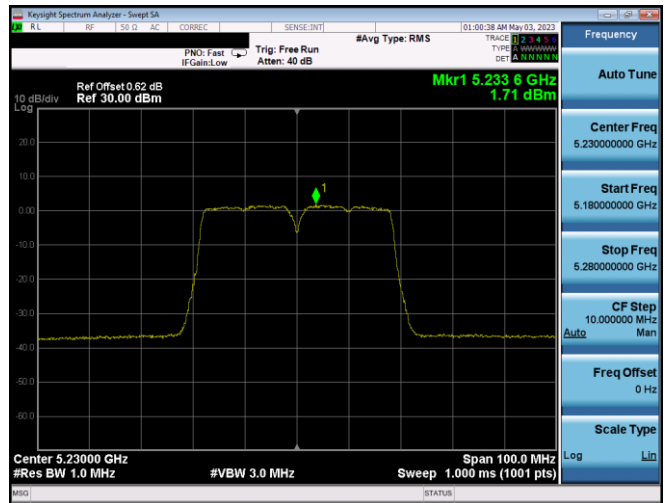 Keysight Spectrum Analyzer - Swept SA
RL RF 50 Ω AC CORREC SENSE:INT 01:00:38 AM May 03, 2023
#Avg Type: RMS
TRACE 1 2 3 4 5 6
PNO: Fast Trig: Free Run
TYPE A WWWWW
IFGain:Low Atten: 40 dB
DET A N N N N N
Frequency
Auto Tune
Mkr1 5.233 6 GHz
1.71 dBm
Ref Offset 0.62 dB
10 dB/div Ref 30.00 dBm
Log
20.0
10.0
0.00
-10.0
-20.0
-30.0
-40.0
-50.0
-60.0
1
Center Freq
5.230000000 GHz
Start Freq
5.180000000 GHz
Stop Freq
5.280000000 GHz
CF Step
10.000000 MHz
Auto Man
Freq Offset
0 Hz
Scale Type
Log Lin
Center 5.23000 GHz Span 100.0 MHz
#Res BW 1.0 MHz #VBW 3.0 MHz Sweep 1.000 ms (1001 pts)
MSG STATUS